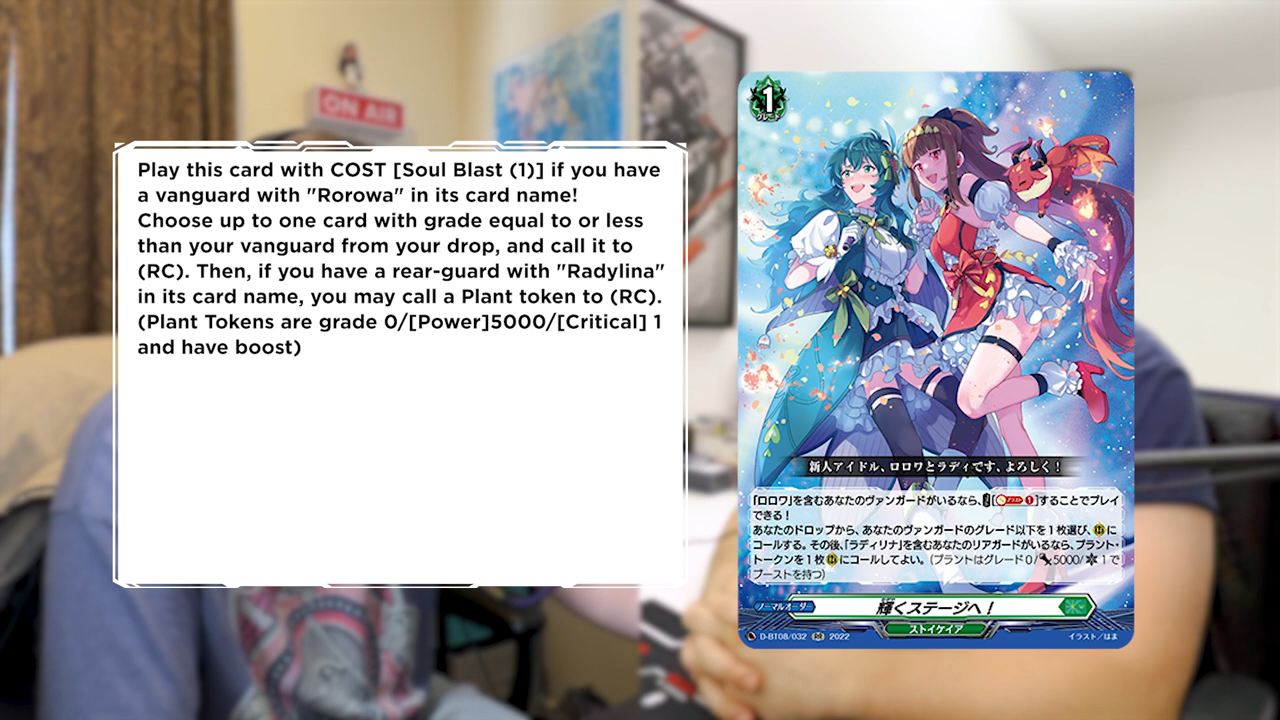 ON AIR
Play this card with COST [Soul Blast (1)] if you have
a vanguard with "Rorowa" in its card name!
Choose up to one card with grade equal to or less
than your vanguard from your drop, and call it to
(RC). Then, if you have a rear-guard with "Radylina"
in its card name, you may call a Plant token to (RC).
(Plant Tokens are grade 0/[Power]5000/[Critical] 1
and have boost)
1
グレード
新人アイドル、ロロワとラディです、よろしく！
「ロロワ」を含むあなたのヴァンガードがいるなら、[ブラスト1]することでプレイ
できる！
あなたのドロップから、あなたのヴァンガードのグレード以下を1枚選び、Rに
コールする。その後、「ラディリナ」を含むあなたのリアガードがいるなら、プラント・
トークンを1枚Rにコールしてよい。(プラントはグレード0/5000/1で
ブーストを持つ)
ノーマルオーダー
輝くステージへ！
ストイケイア
D-BT08/032 RR 2022
イラスト／はま